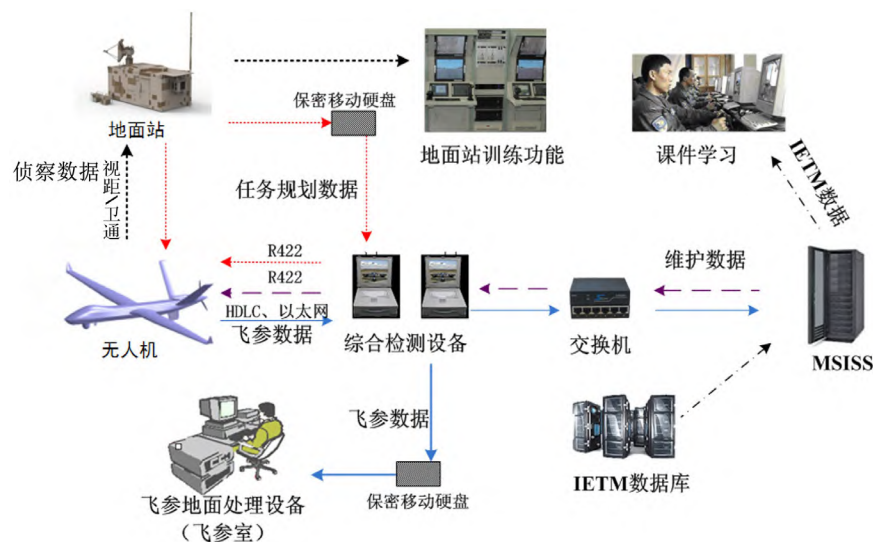 保密移动硬盘
地面站
地面站训练功能
课件学习
侦察数据
视距/卫通
任务规划数据
IETM数据
R422
R422
维护数据
HDLC、以太网
飞参数据
无人机
综合检测设备
交换机
MSISS
飞参数据
IETM数据库
飞参地面处理设备
（飞参室）
保密移动硬盘